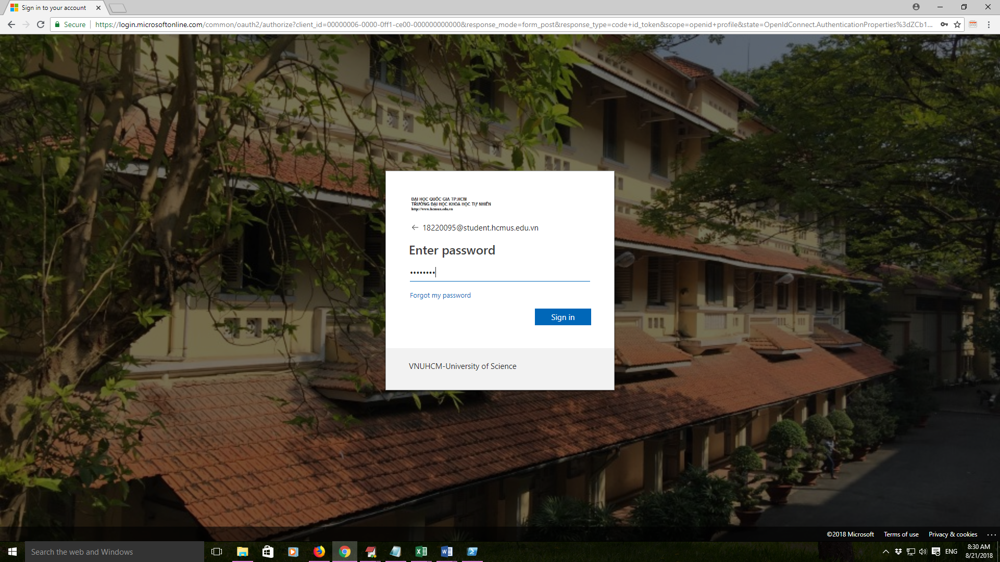 Sign in to your account
Secure
https://login.microsoftonline.com/common/oauth2/authorize?client_id=00000006-0000-0ff1-ce00-000000000000&response_mode=form_post&response_type=code+id_token&scope=openid+profile&state=OpenIdConnect.AuthenticationProperties%3dZCb1...
ĐẠI HỌC QUỐC GIA TP.HCM
TRƯỜNG ĐẠI HỌC KHOA HỌC TỰ NHIÊN
http://www.hcmus.edu.vn
18220095@student.hcmus.edu.vn
Enter password
••••••••
Forgot my password
Sign in
VNUHCM-University of Science
©2018 Microsoft
Terms of use
Privacy & cookies
...
Search the web and Windows
ENG
8:30 AM
8/21/2018